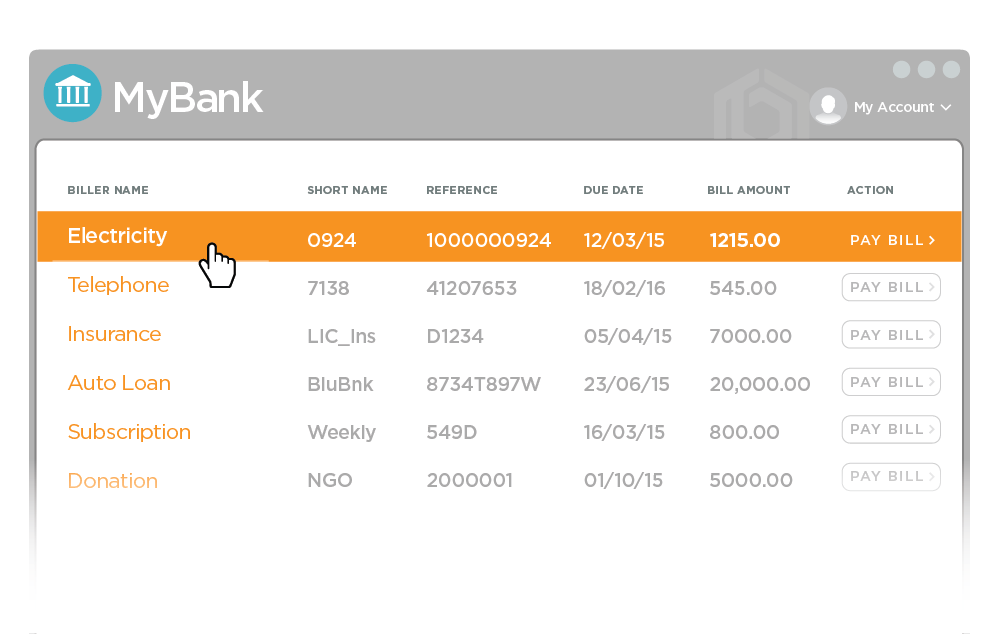 MyBank
My Account
BILLER NAME SHORT NAME REFERENCE DUE DATE BILL AMOUNT ACTION
Electricity 0924 1000000924 12/03/15 1215.00 PAY BILL >
Telephone 7138 41207653 18/02/16 545.00 PAY BILL >
Insurance LIC_Ins D1234 05/04/15 7000.00 PAY BILL >
Auto Loan BluBnk 8734T897W 23/06/15 20,000.00 PAY BILL >
Subscription Weekly 549D 16/03/15 800.00 PAY BILL >
Donation NGO 2000001 01/10/15 5000.00 PAY BILL >